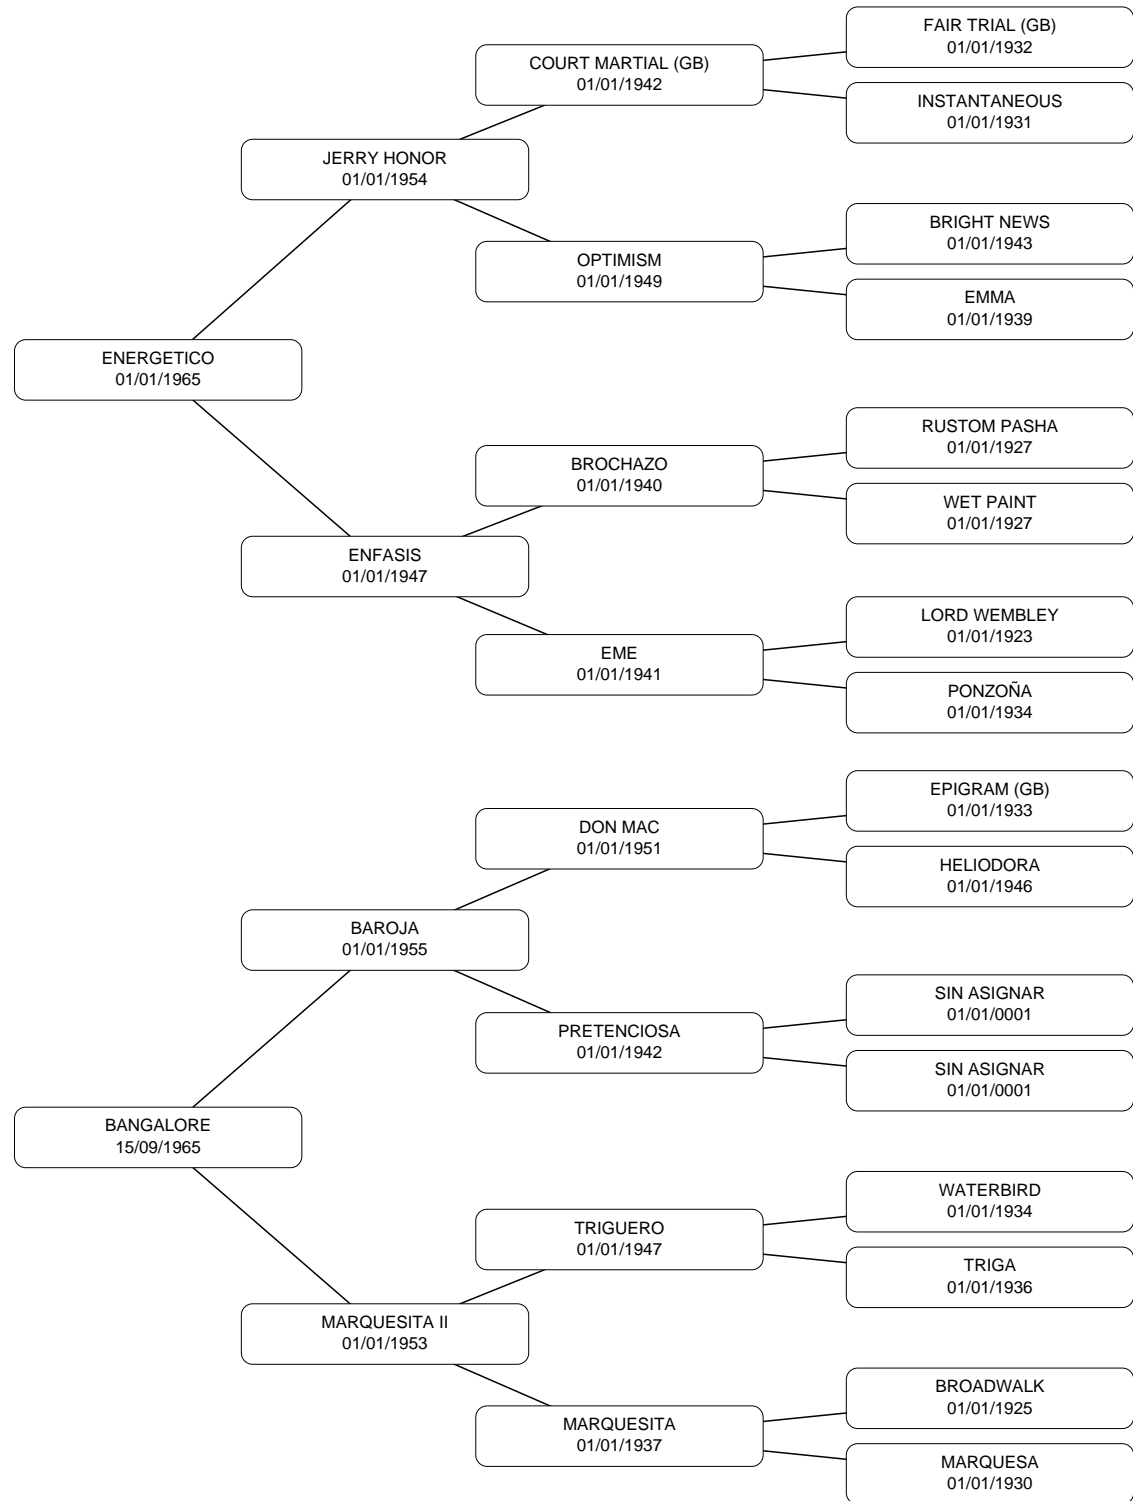 FAIR TRIAL (GB)
01/01/1932
COURT MARTIAL (GB)
01/01/1942
INSTANTANEOUS
01/01/1931
JERRY HONOR
01/01/1954
BRIGHT NEWS
01/01/1943
OPTIMISM
01/01/1949
EMMA
01/01/1939
ENERGETICO
01/01/1965
RUSTOM PASHA
01/01/1927
BROCHAZO
01/01/1940
WET PAINT
01/01/1927
ENFASIS
01/01/1947
LORD WEMBLEY
01/01/1923
EME
01/01/1941
PONZOÑA
01/01/1934
EPIGRAM (GB)
01/01/1933
DON MAC
01/01/1951
HELIODORA
01/01/1946
BAROJA
01/01/1955
SIN ASIGNAR
01/01/0001
PRETENCIOSA
01/01/1942
SIN ASIGNAR
01/01/0001
BANGALORE
15/09/1965
WATERBIRD
01/01/1934
TRIGUERO
01/01/1947
TRIGA
01/01/1936
MARQUESITA II
01/01/1953
BROADWALK
01/01/1925
MARQUESITA
01/01/1937
MARQUESA
01/01/1930